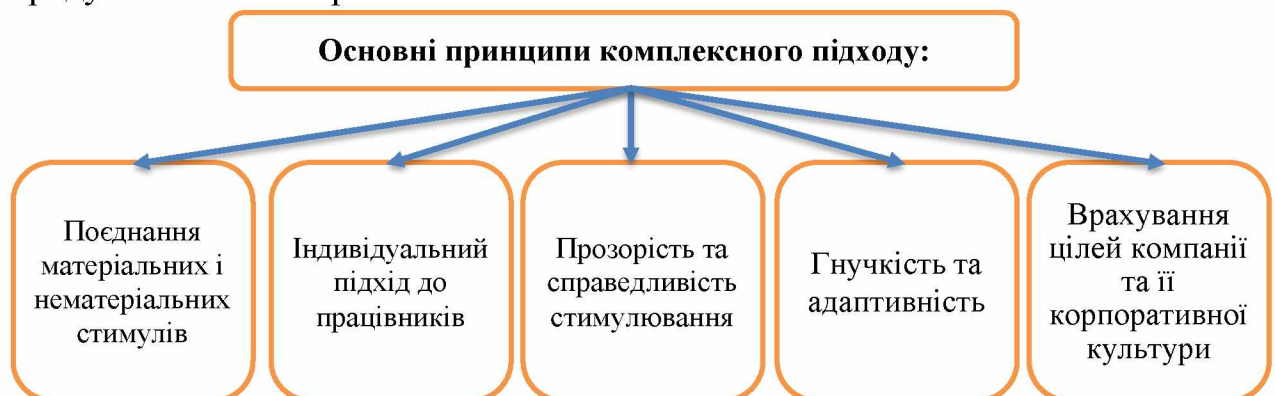 Основні принципи комплексного підходу:
Поєднання
матеріальних і
нематеріальних
стимулів
Індивідуальний
підхід до
працівників
Прозорість та
справедливість
стимулювання
Гнучкість та
адаптивність
Врахування
цілей компанії
та її
корпоративної
культури